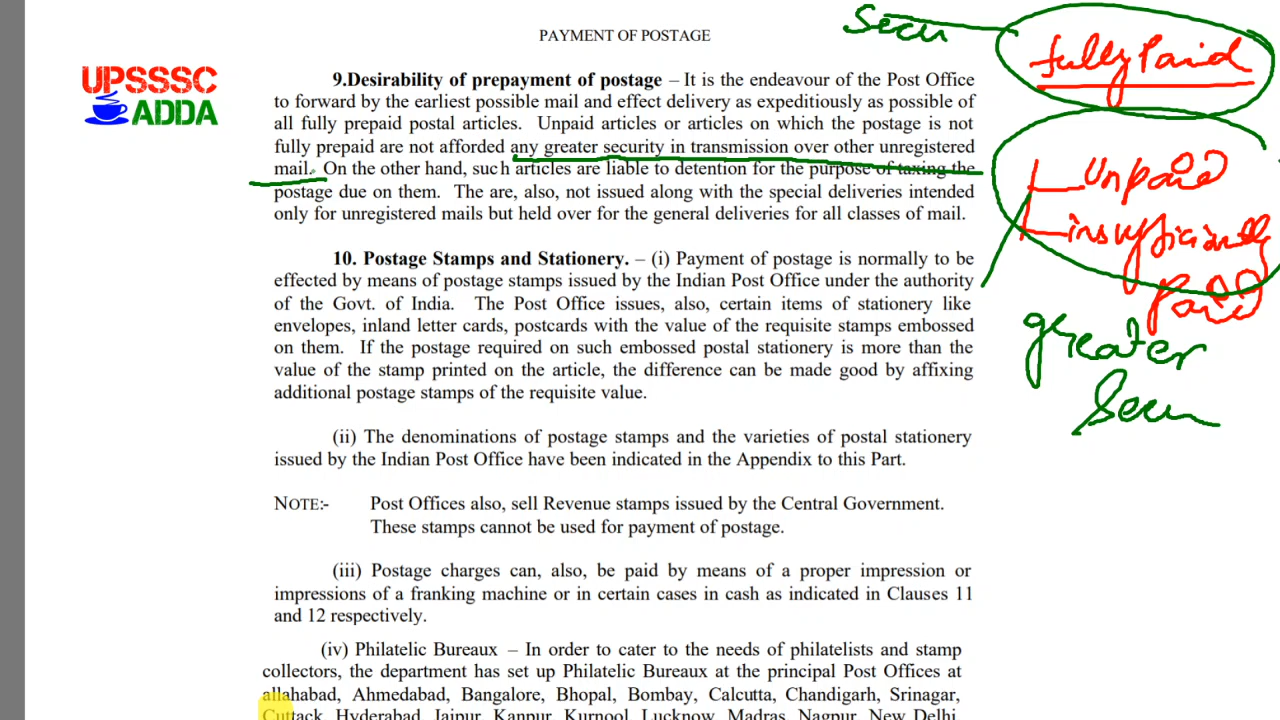 PAYMENT OF POSTAGE
Secu
fully Paid
UPSSSC
ADDA
9.Desirability of prepayment of postage – It is the endeavour of the Post Office
to forward by the earliest possible mail and effect delivery as expeditiously as possible of
all fully prepaid postal articles. Unpaid articles or articles on which the postage is not
fully prepaid are not afforded any greater security in transmission over other unregistered
mail. On the other hand, such articles are liable to detention for the purpose of taxing the
postage due on them. The are, also, not issued along with the special deliveries intended
only for unregistered mails but held over for the general deliveries for all classes of mail.
Unpaid
insufficiently
paid
greater
Secu
10. Postage Stamps and Stationery. – (i) Payment of postage is normally to be
effected by means of postage stamps issued by the Indian Post Office under the authority
of the Govt. of India. The Post Office issues, also, certain items of stationery like
envelopes, inland letter cards, postcards with the value of the requisite stamps embossed
on them. If the postage required on such embossed postal stationery is more than the
value of the stamp printed on the article, the difference can be made good by affixing
additional postage stamps of the requisite value.
(ii) The denominations of postage stamps and the varieties of postal stationery
issued by the Indian Post Office have been indicated in the Appendix to this Part.
NOTE:- Post Offices also, sell Revenue stamps issued by the Central Government.
These stamps cannot be used for payment of postage.
(iii) Postage charges can, also, be paid by means of a proper impression or
impressions of a franking machine or in certain cases in cash as indicated in Clauses 11
and 12 respectively.
(iv) Philatelic Bureaux – In order to cater to the needs of philatelists and stamp
collectors, the department has set up Philatelic Bureaux at the principal Post Offices at
allahabad, Ahmedabad, Bangalore, Bhopal, Bombay, Calcutta, Chandigarh, Srinagar,
Cuttack, Hyderabad, Jaipur, Kanpur, Kurnool, Lucknow, Madras, Nagpur, New Delhi,